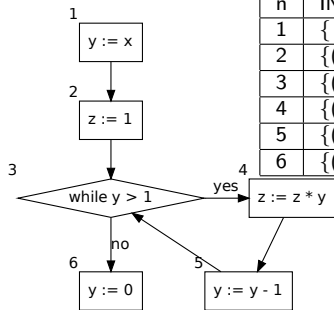 1
y := x
2
z := 1
3
while y > 1
yes
no
4
z := z * y
5
y := y - 1
6
y := 0
n
1 {
2 {(
3 {(
4 {(
5 {(
6 {(